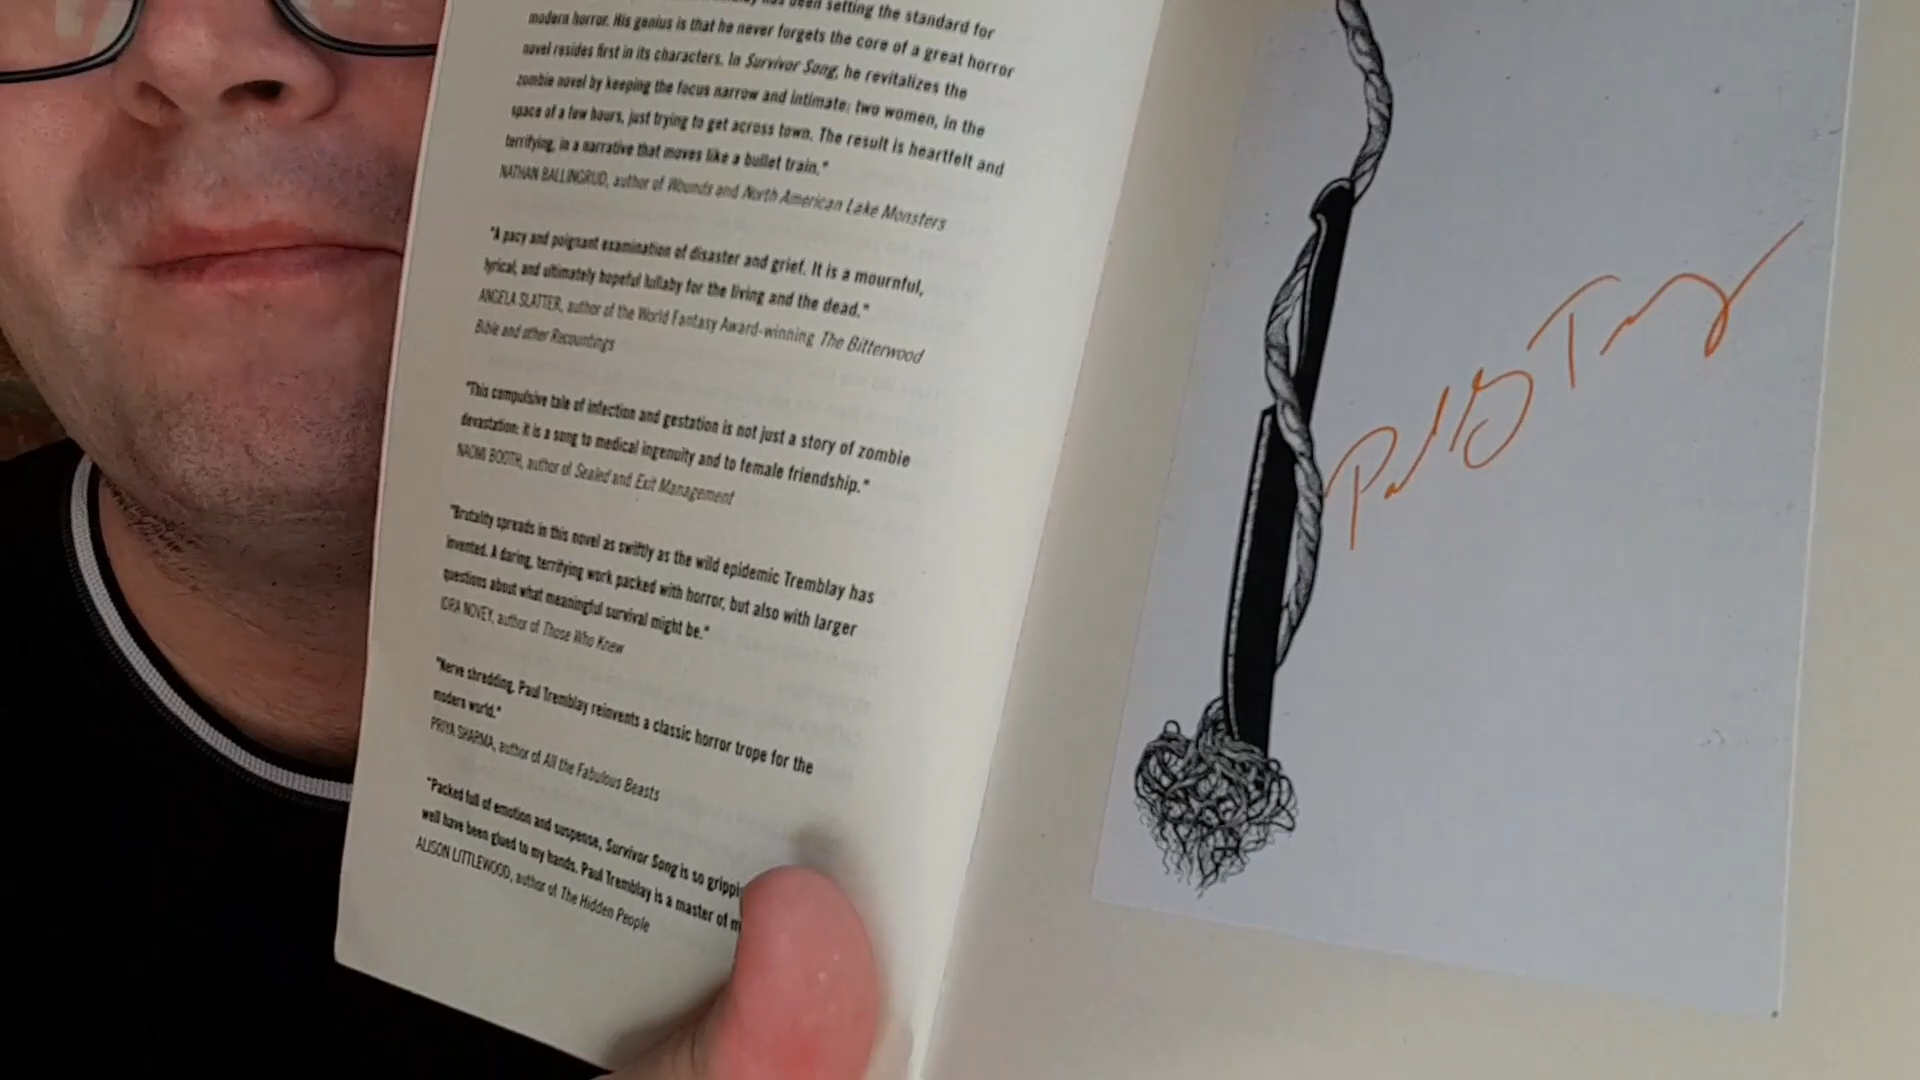 been setting the standard for
modern horror. His genius is that he never forgets the core of a great horror
novel resides first in its characters. In Survivor Song, he revitalizes the
zombie novel by keeping the focus narrow and intimate: two women, in the
space of a few hours, just trying to get across town. The result is heartfelt and
terrifying, in a narrative that moves like a bullet train."
NATHAN BALLINGRUD, author of Wounds and North American Lake Monsters
"A pacy and poignant examination of disaster and grief. It is a mournful,
lyrical, and ultimately hopeful lullaby for the living and the dead."
ANGELA SLATTER, author of the World Fantasy Award-winning The Bitterwood
Bible and other Recountings
"This compulsive tale of infection and gestation is not just a story of zombie
devastation: it is a song to medical ingenuity and to female friendship."
NAOMI BOOTH, author of Sealed and Exit Management
"Brutality spreads in this novel as swiftly as the wild epidemic Tremblay has
invented. A daring, terrifying work packed with horror, but also with larger
questions about what meaningful survival might be."
IDRA NOVEY, author of Those Who Knew
"Nerve shredding. Paul Tremblay reinvents a classic horror trope for the
modern world."
PRIYA SHARMA, author of All the Fabulous Beasts
"Packed full of emotion and suspense, Survivor Song is so grippi
well have been glued to my hands. Paul Tremblay is a master of m
ALISON LITTLEWOOD, author of The Hidden People